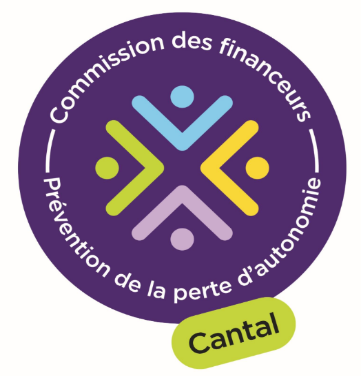 Commission des financeurs
Prévention de la perte d'autonomie
Cantal